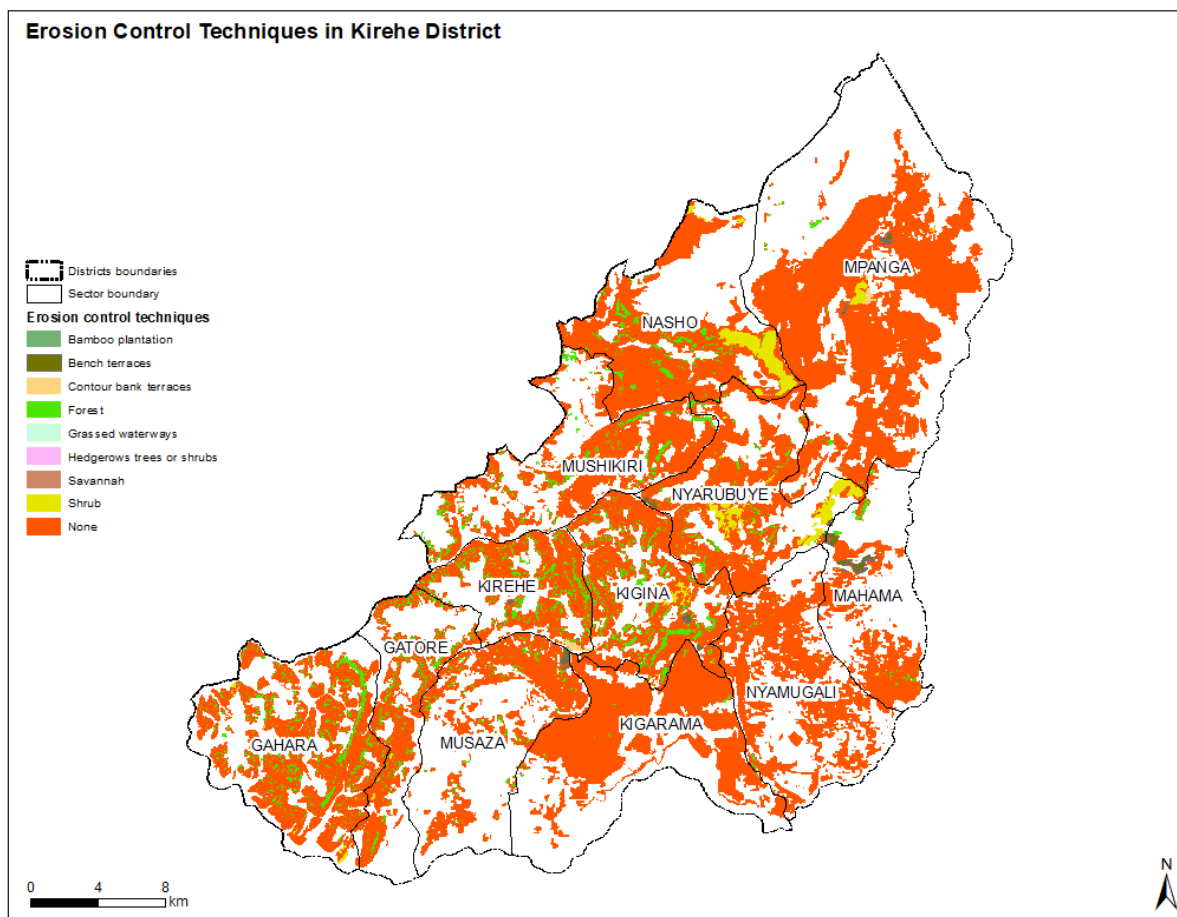 Erosion Control Techniques in Kirehe District
Districts boundaries
Sector boundary
Erosion control techniques
Bamboo plantation
Bench terraces
Contour bank terraces
Forest
Grassed waterways
Hedgerows trees or shrubs
Savannah
Shrub
None
MPANGA
NASHO
MUSHIKIRI
NYARUBUYE
KIREHE
KIGINA
MAHAMA
GATORE
NYAMUGALI
KIGARAMA
GAHARA
MUSAZA
0 4 8
km
N